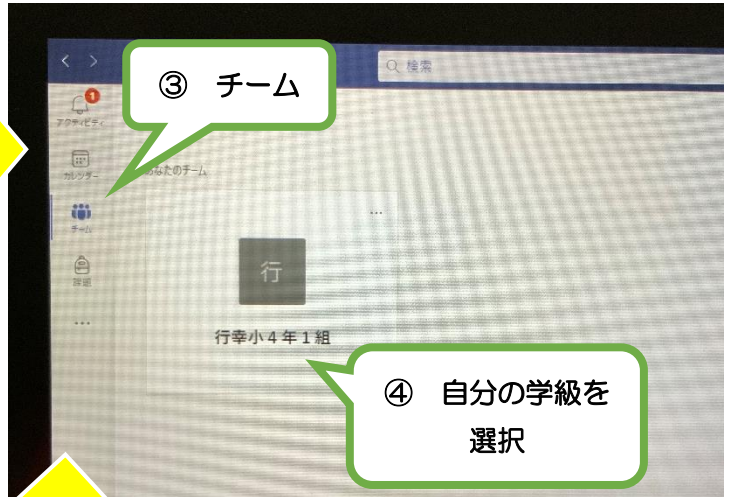 検索
③　チーム
1
アクティビティ
カレンダー
あなたのチーム
チーム
課題
行
行幸小４年１組
④　自分の学級を
選択